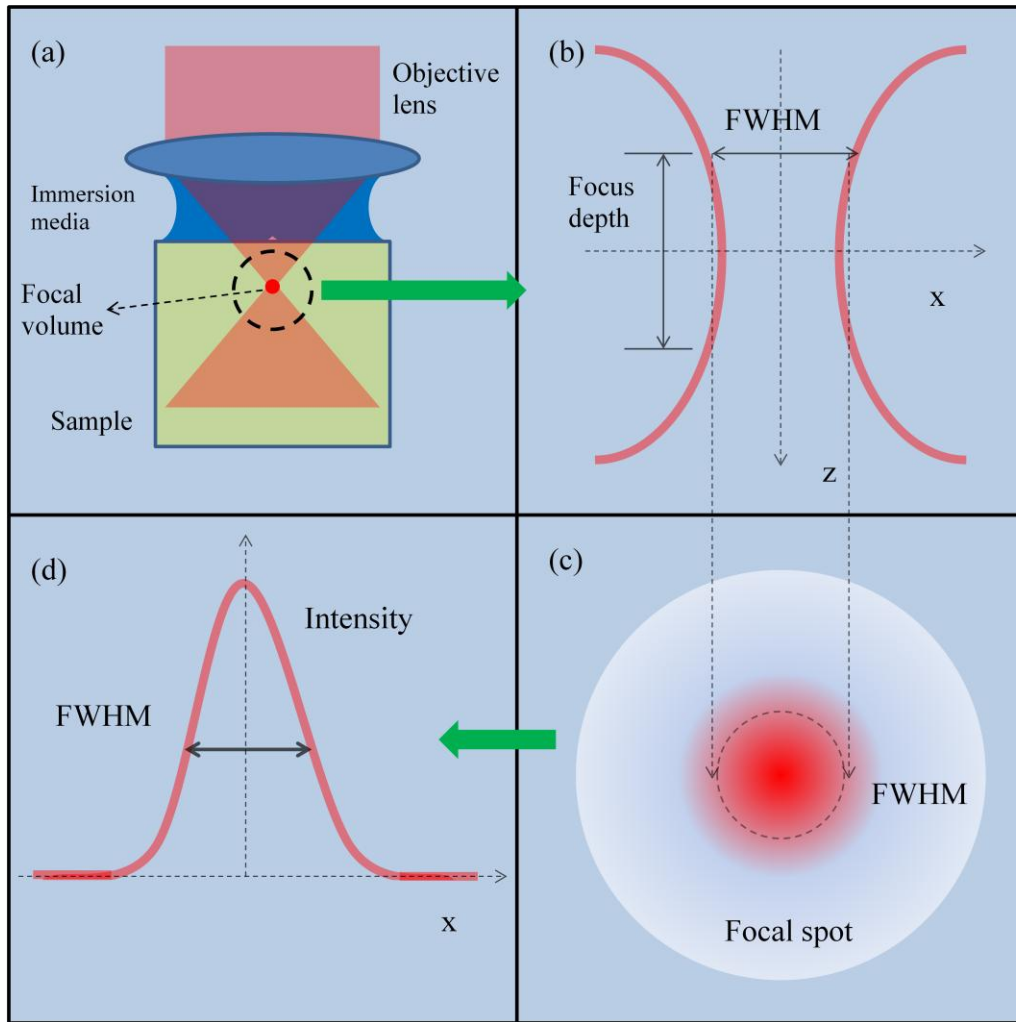 (a)
Objective
lens
Immersion
media
Focal
volume
Sample
(b)
FWHM
Focus
depth
x
z
(d)
Intensity
FWHM
x
(c)
FWHM
Focal spot